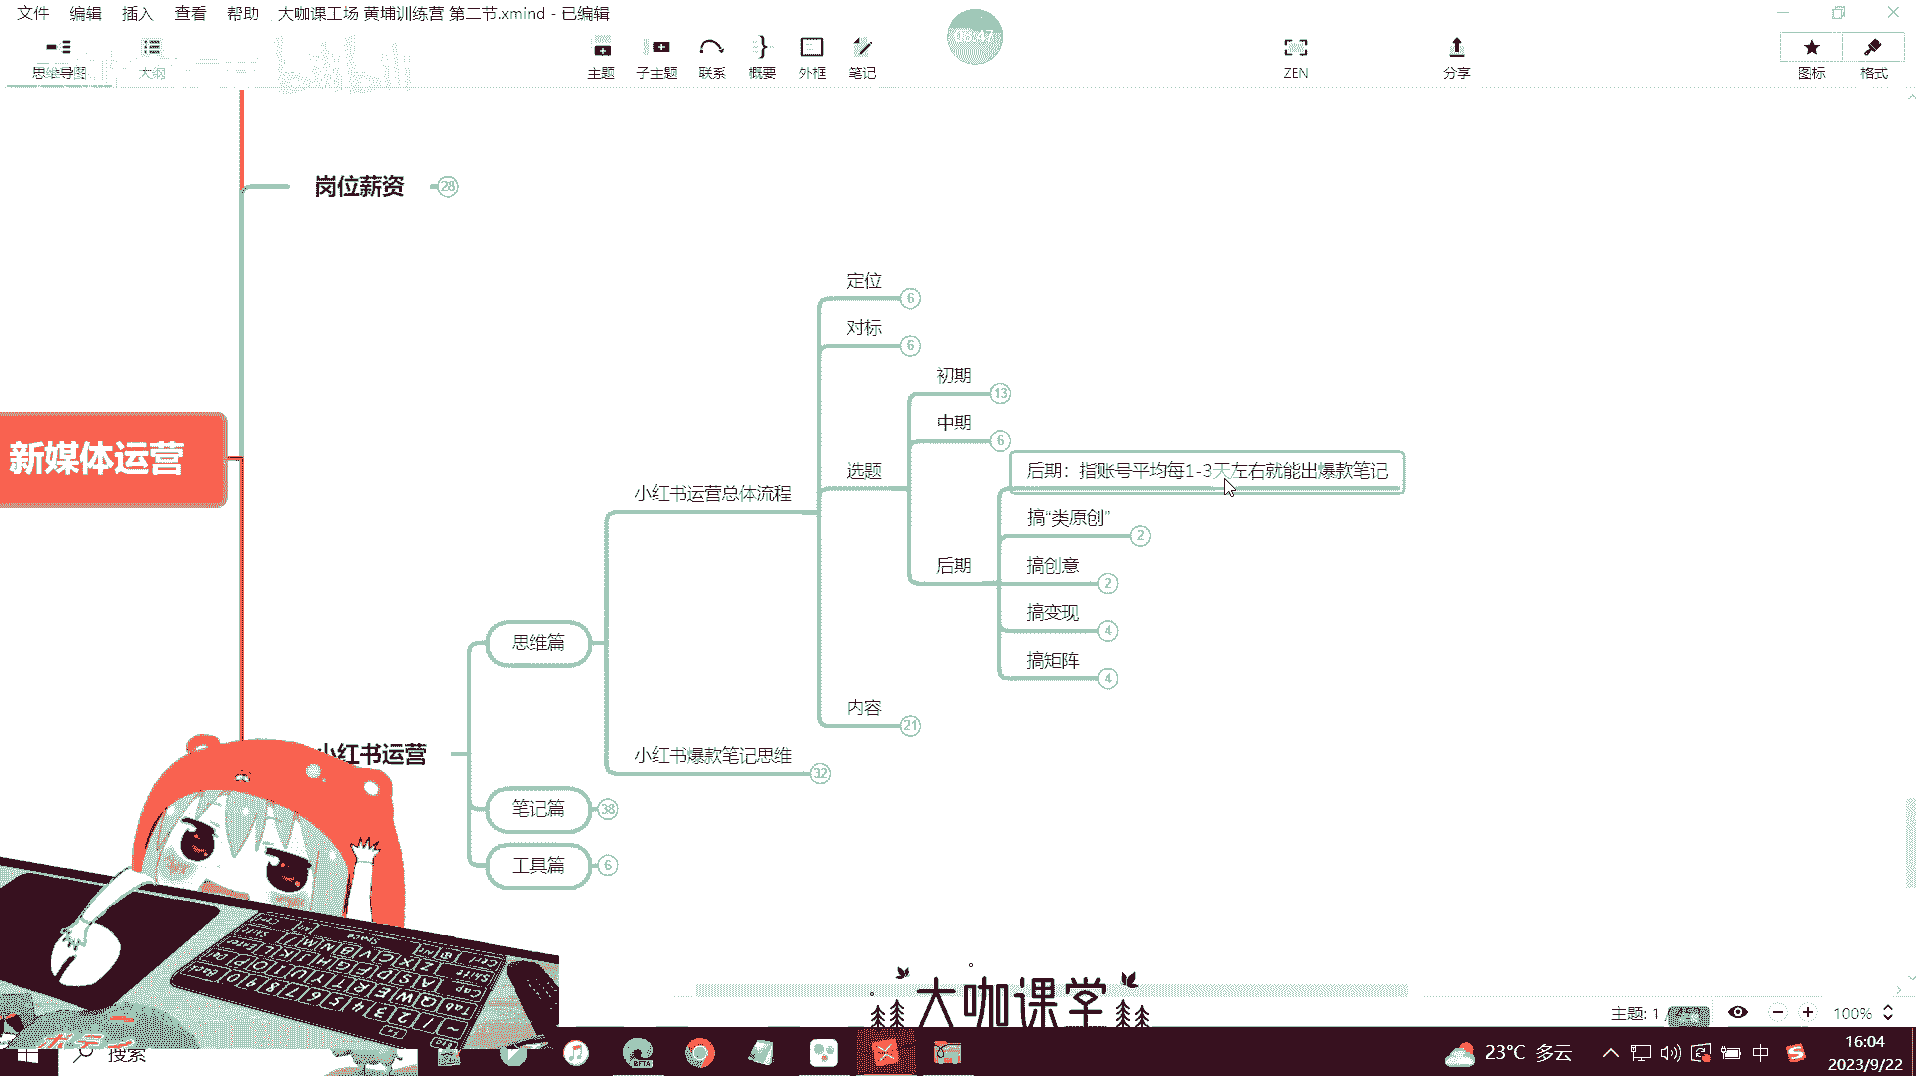 文件 编辑 插入 查看 帮助 大咖课工场 黄埔训练营 第二节.xmind - 已编辑
08:47
思维导图 大纲 主题 子主题 联系 概要 外框 笔记 ZEN 分享 图标 格式
bilibili
岗位薪资 28
定位 6
对标 6
初期 13
中期 6
新媒体运营
选题
后期：指账号平均每1-3天左右就能出爆款笔记
小红书运营总体流程
搞“类原创” 2
后期
搞创意 2
搞变现 4
思维篇
搞矩阵 4
内容 21
小红书运营
小红书爆款笔记思维 32
笔记篇 38
工具篇 6
大咖课学
主题: 1 /
100%
搜索
BETA
23°C 多云
中
16:04
2023/9/22